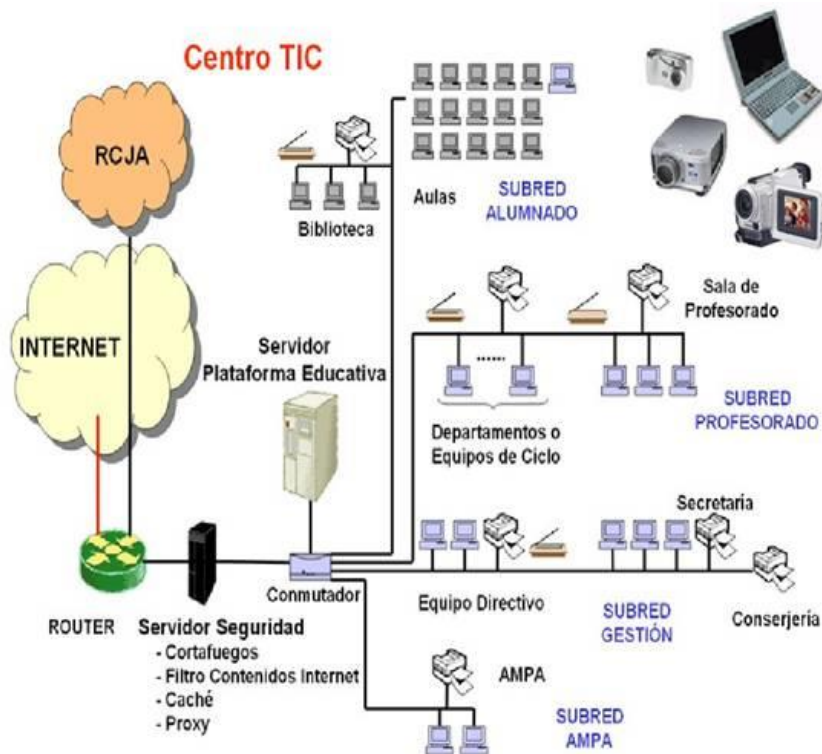 Centro TIC
RCJA
INTERNET
Biblioteca
Aulas
SUBRED
ALUMNADO
Servidor
Plataforma Educativa
Sala de
Profesorado
Departamentos o
Equipos de Ciclo
SUBRED
PROFESORADO
ROUTER
Servidor Seguridad
- Cortafuegos
- Filtro Contenidos Internet
- Caché
- Proxy
Conmutador
Equipo Directivo
Secretaria
SUBRED
GESTIÓN
Conserjería
AMPA
SUBRED
AMPA